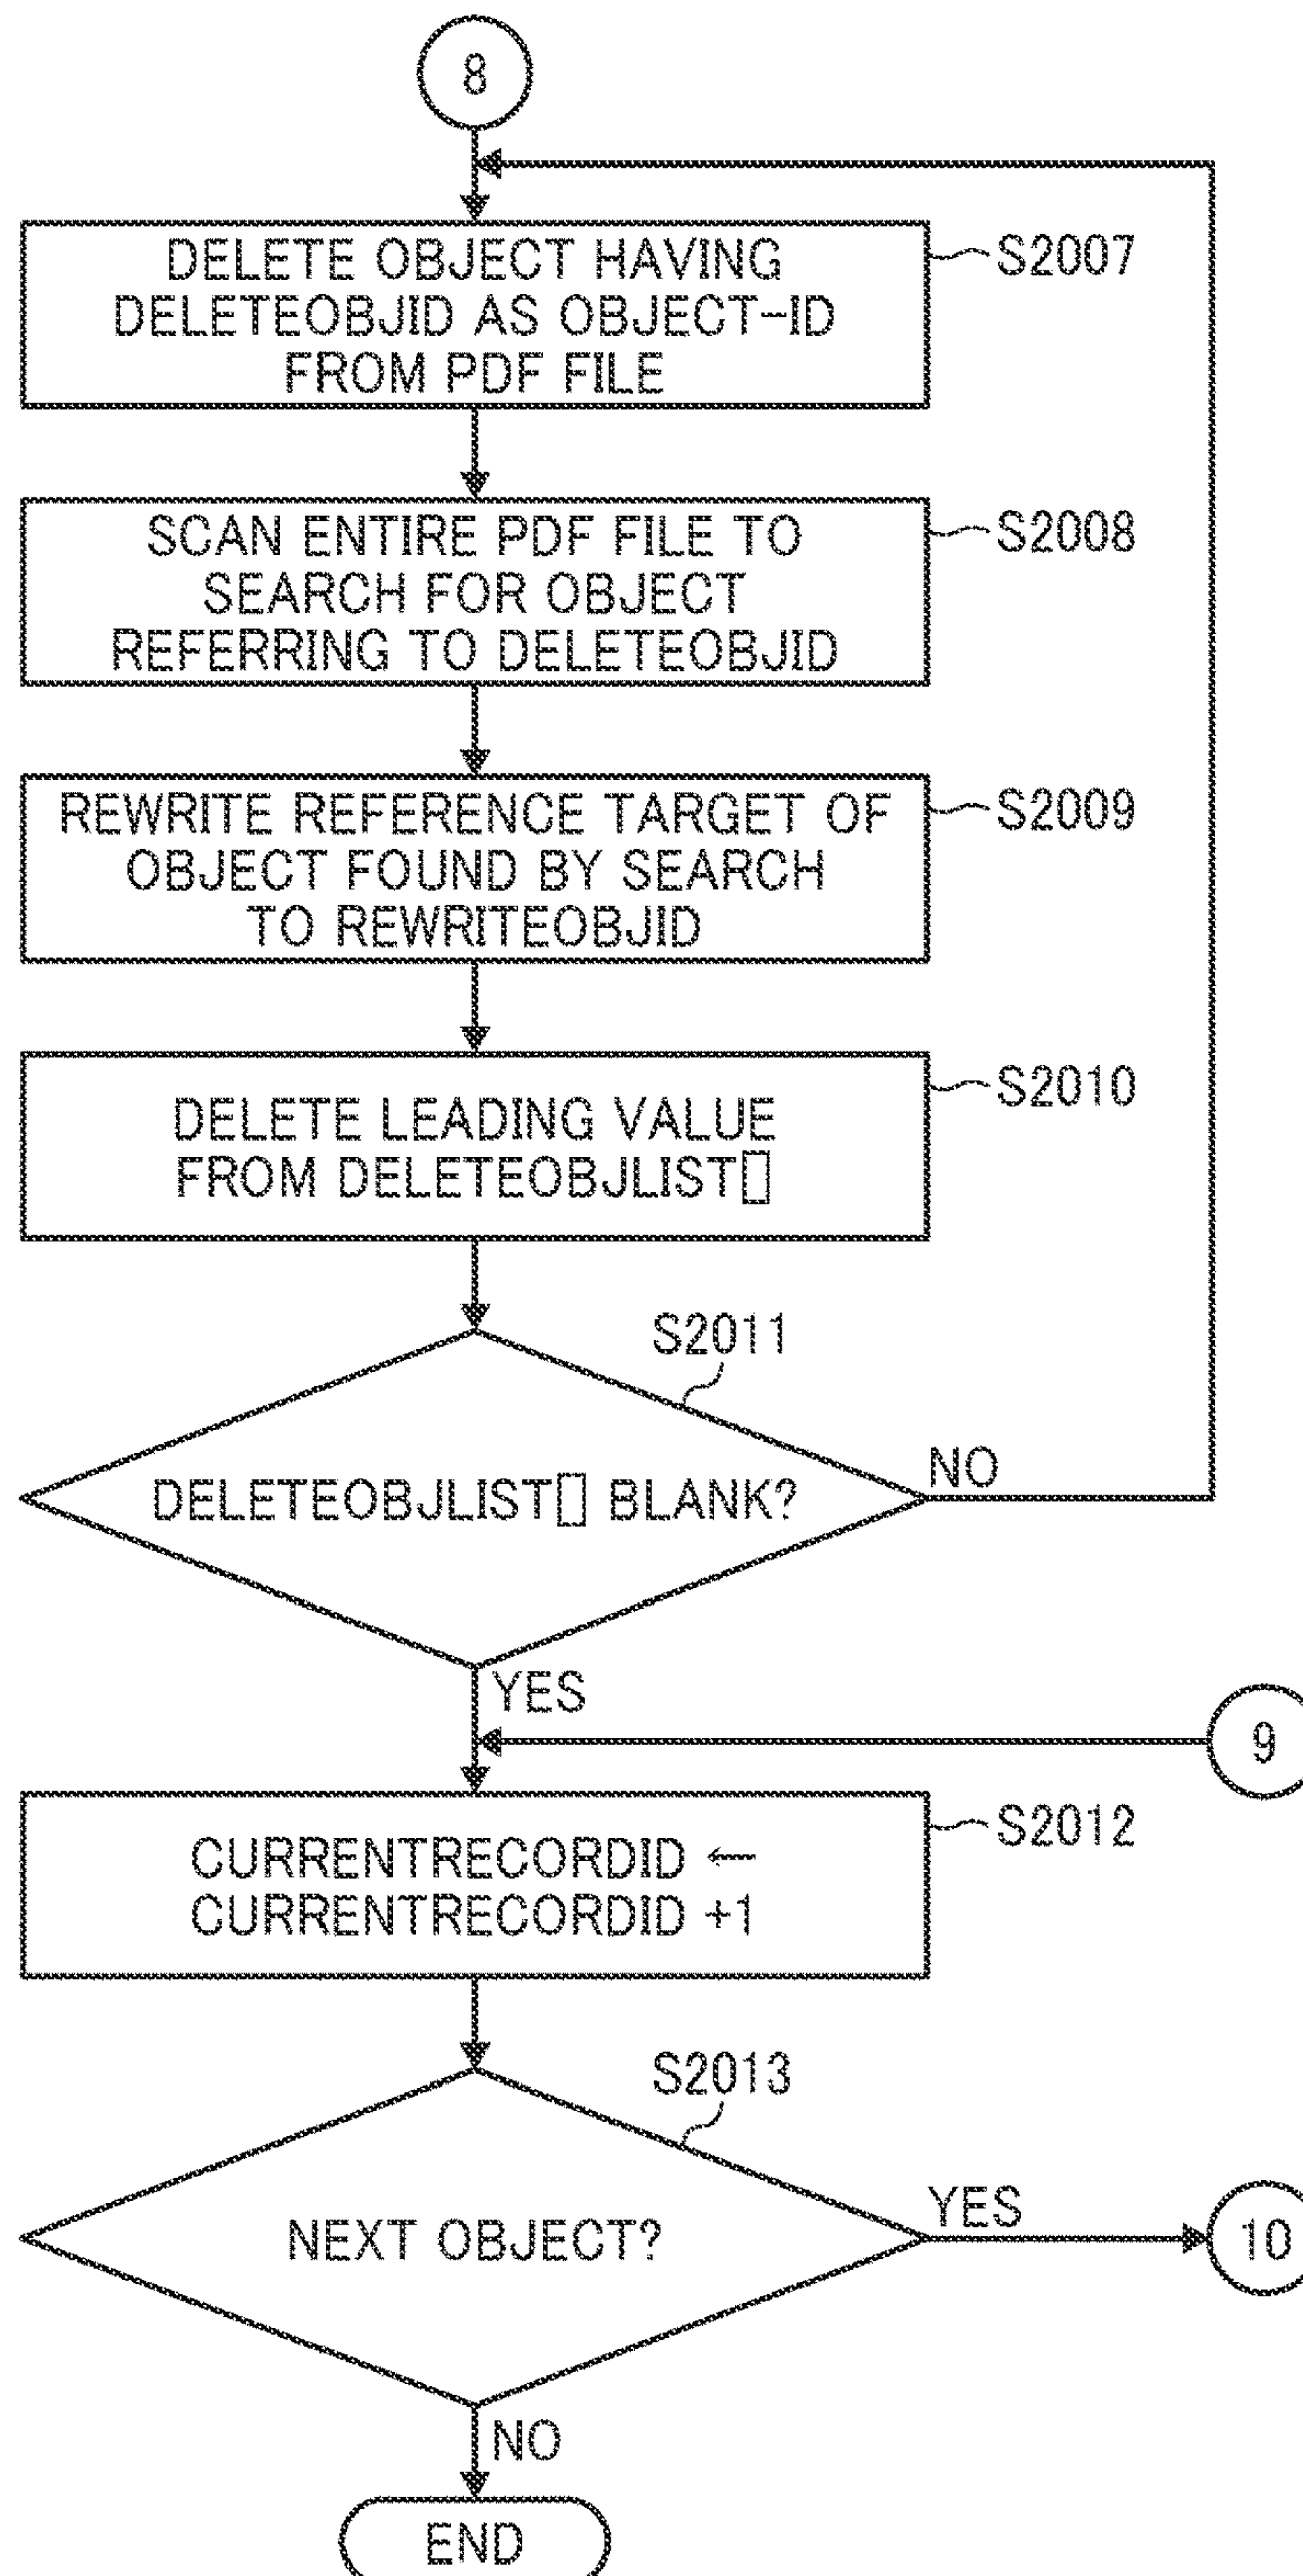 8
DELETE OBJECT HAVING
DELETEOBJID AS OBJECT-ID
FROM PDF FILE
S2007
SCAN ENTIRE PDF FILE TO
SEARCH FOR OBJECT
REFERRING TO DELETEOBJID
S2008
REWRITE REFERENCE TARGET OF
OBJECT FOUND BY SEARCH
TO REWRITEOBJID
S2009
DELETE LEADING VALUE
FROM DELETEOBJLIST[]
S2010
S2011
DELETEOBJLIST[] BLANK?
NO
YES
9
CURRENTRECORDID ←
CURRENTRECORDID +1
S2012
S2013
NEXT OBJECT?
YES
10
NO
END